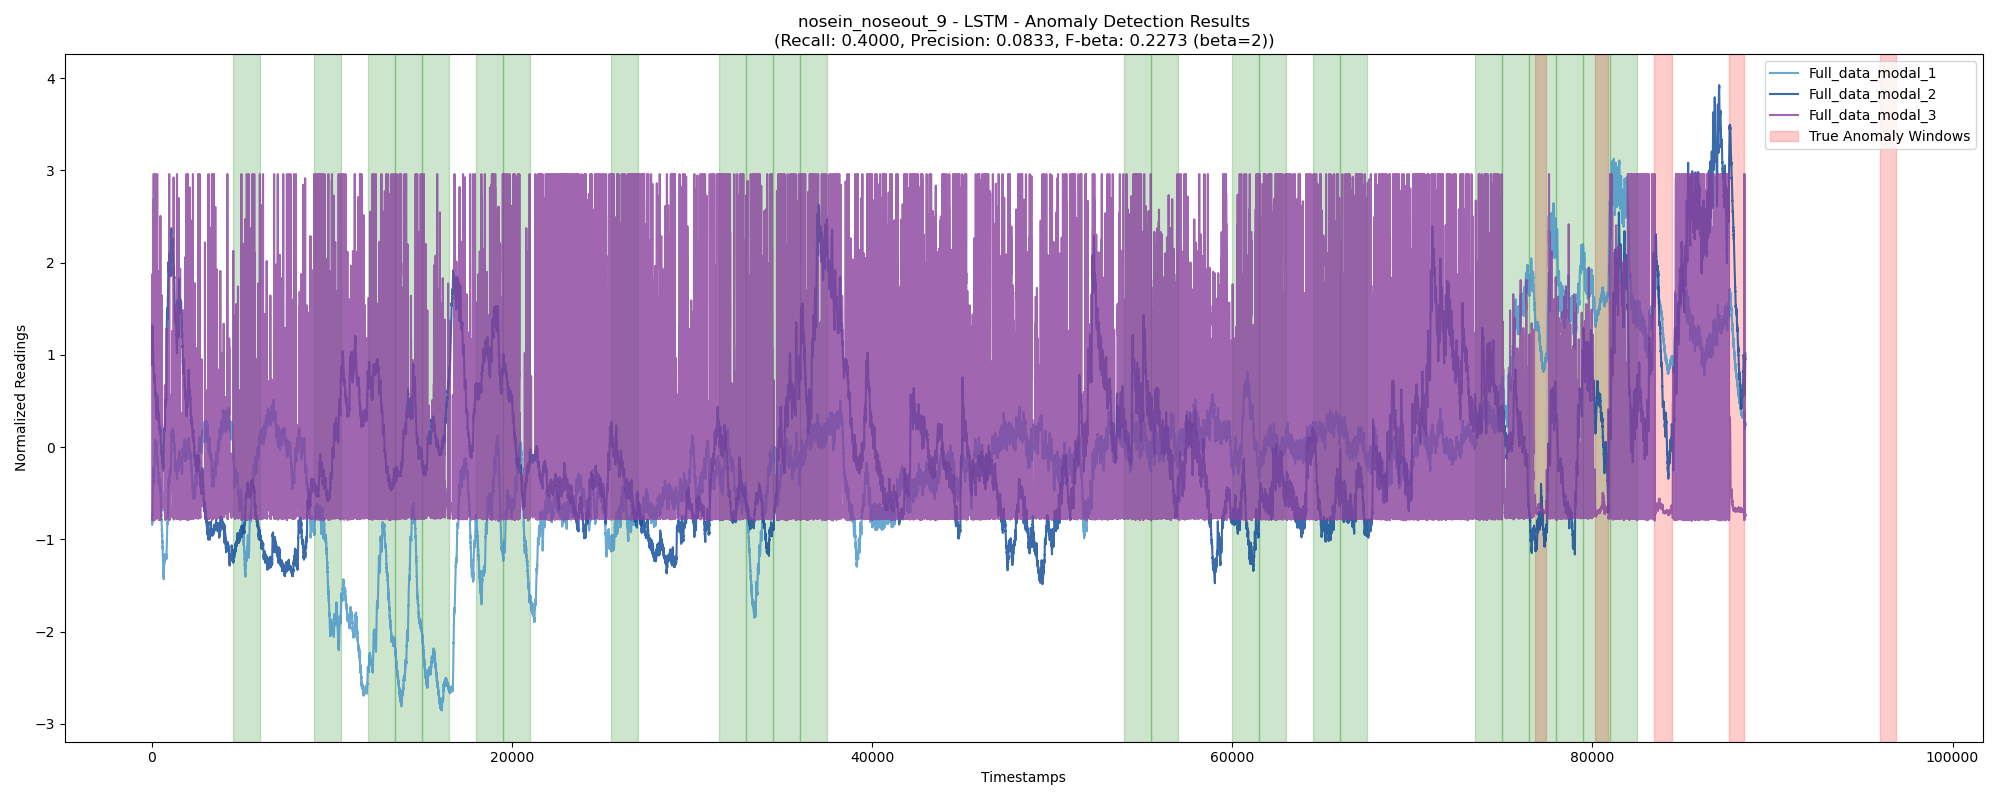 nosein_noseout_9 - LSTM - Anomaly Detection Results
(Recall: 0.4000, Precision: 0.0833, F-beta: 0.2273 (beta=2))
Full_data_modal_1
Full_data_modal_2
Full_data_modal_3
True Anomaly Windows
Normalized Readings
4
3
2
1
0
−1
−2
−3
0 20000 40000 60000 80000 100000
Timestamps